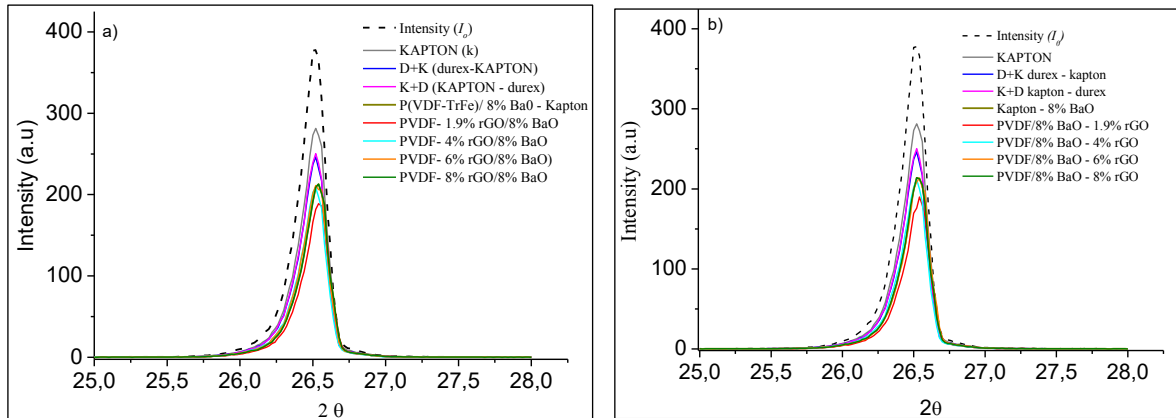 a)
Intensity (Iₒ)
KAPTON (k)
D+K (durex-KAPTON)
K+D (KAPTON - durex)
P(VDF-TrFe)/ 8% Ba0 - Kapton
PVDF- 1.9% rGO/8% BaO
PVDF- 4% rGO/8% BaO
PVDF- 6% rGO/8% BaO)
PVDF- 8% rGO/8% BaO
400
300
200
100
0
Intensity (a.u)
25,0 25,5 26,0 26,5 27,0 27,5 28,0
2 θ
b)
Intensity (I₀)
KAPTON
D+K durex - kapton
K+D kapton - durex
Kapton - 8% BaO
PVDF/8% BaO - 1.9% rGO
PVDF/8% BaO - 4% rGO
PVDF/8% BaO - 6% rGO
PVDF/8% BaO - 8% rGO
400
300
200
100
0
Intensity (a.u)
25,0 25,5 26,0 26,5 27,0 27,5 28,0
2θ